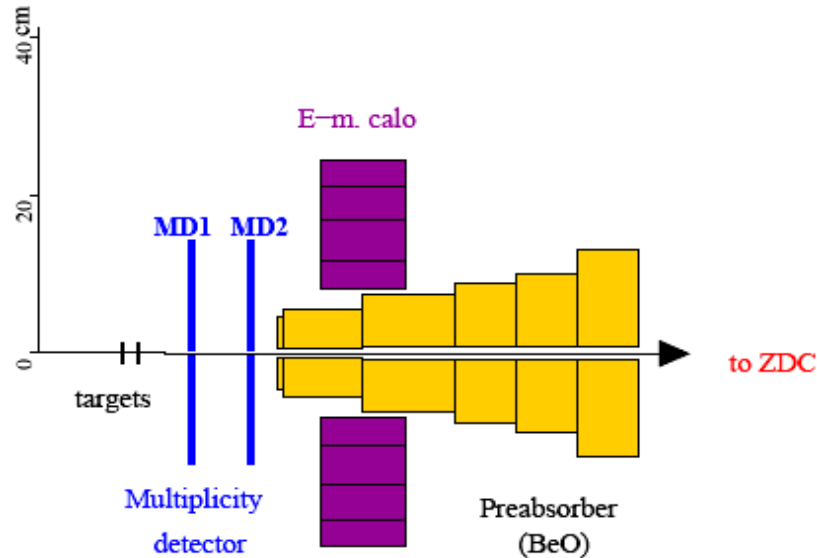 40 cm
E-m. calo
20
MD1 MD2
0
to ZDC
targets
Multiplicity
detector
Preabsorber
(BeO)